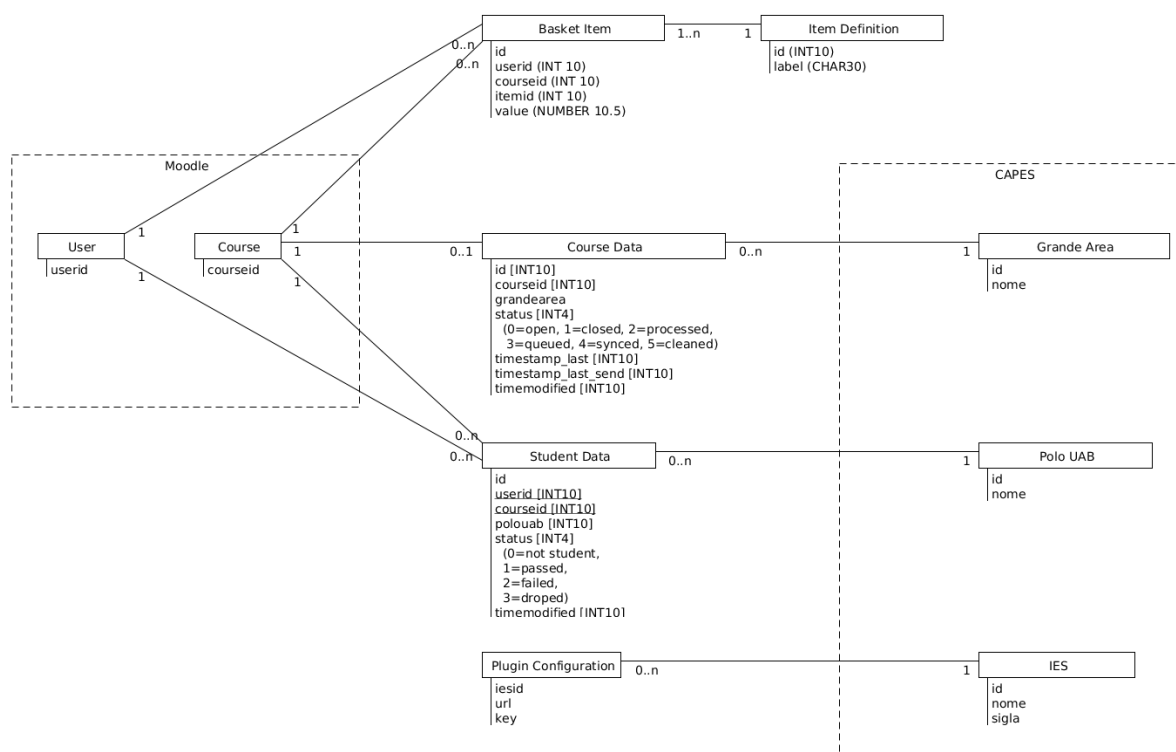 Basket Item
1..n
1
Item Definition
0..n
0..n
id
userid (INT 10)
courseid (INT 10)
itemid (INT 10)
value (NUMBER 10.5)
id (INT10)
label (CHAR30)
Moodle
CAPES
User
1
userid
1
Course
1
1
courseid
1
0..1
Course Data
0..n
1
Grande Area
id [INT10]
courseid [INT10]
grandearea
status [INT4]
(0=open, 1=closed, 2=processed,
3=queued, 4=synced, 5=cleaned)
timestamp_last [INT10]
timestamp_last_send [INT10]
timemodified [INT10]
id
nome
0..n
0..n
Student Data
0..n
1
Polo UAB
id
userid [INT10]
courseid [INT10]
polouab [INT10]
status [INT4]
(0=not student,
1=passed,
2=failed,
3=droped)
timemodified [INT10]
id
nome
Plugin Configuration
0..n
1
IES
iesid
url
key
id
nome
sigla